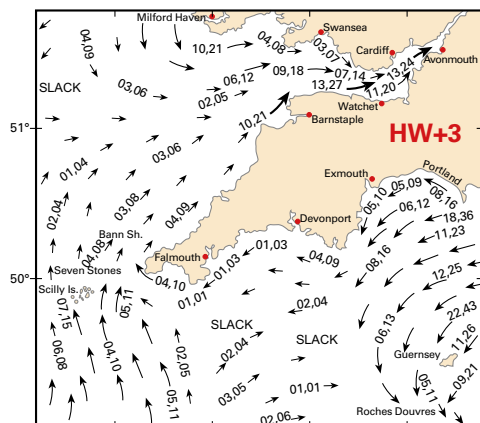 Milford Haven
Swansea
04,09
10,21
04,08
03,07
Cardiff
13,24
Avonmouth
SLACK
03,06
06,12
09,18
07,14
13,27
11,20
02,05
10,21
Watchet
Barnstaple
51°
HW+3
03,06
01,04
Exmouth
Portland
05,09
08,16
02,04
03,08
04,09
05,10
06,12
18,36
Devonport
11,23
Bann Sh.
04,08
01,03
Falmouth
04,09
08,16
Seven Stones
50°
04,10
01,03
12,25
Scilly Is.
01,01
07,15
05,11
02,04
22,43
SLACK
06,13
SLACK
11,26
06,08
04,10
02,05
02,04
Guernsey
09,21
03,05
01,01
05,11
05,11
02,06
Roches Douvres